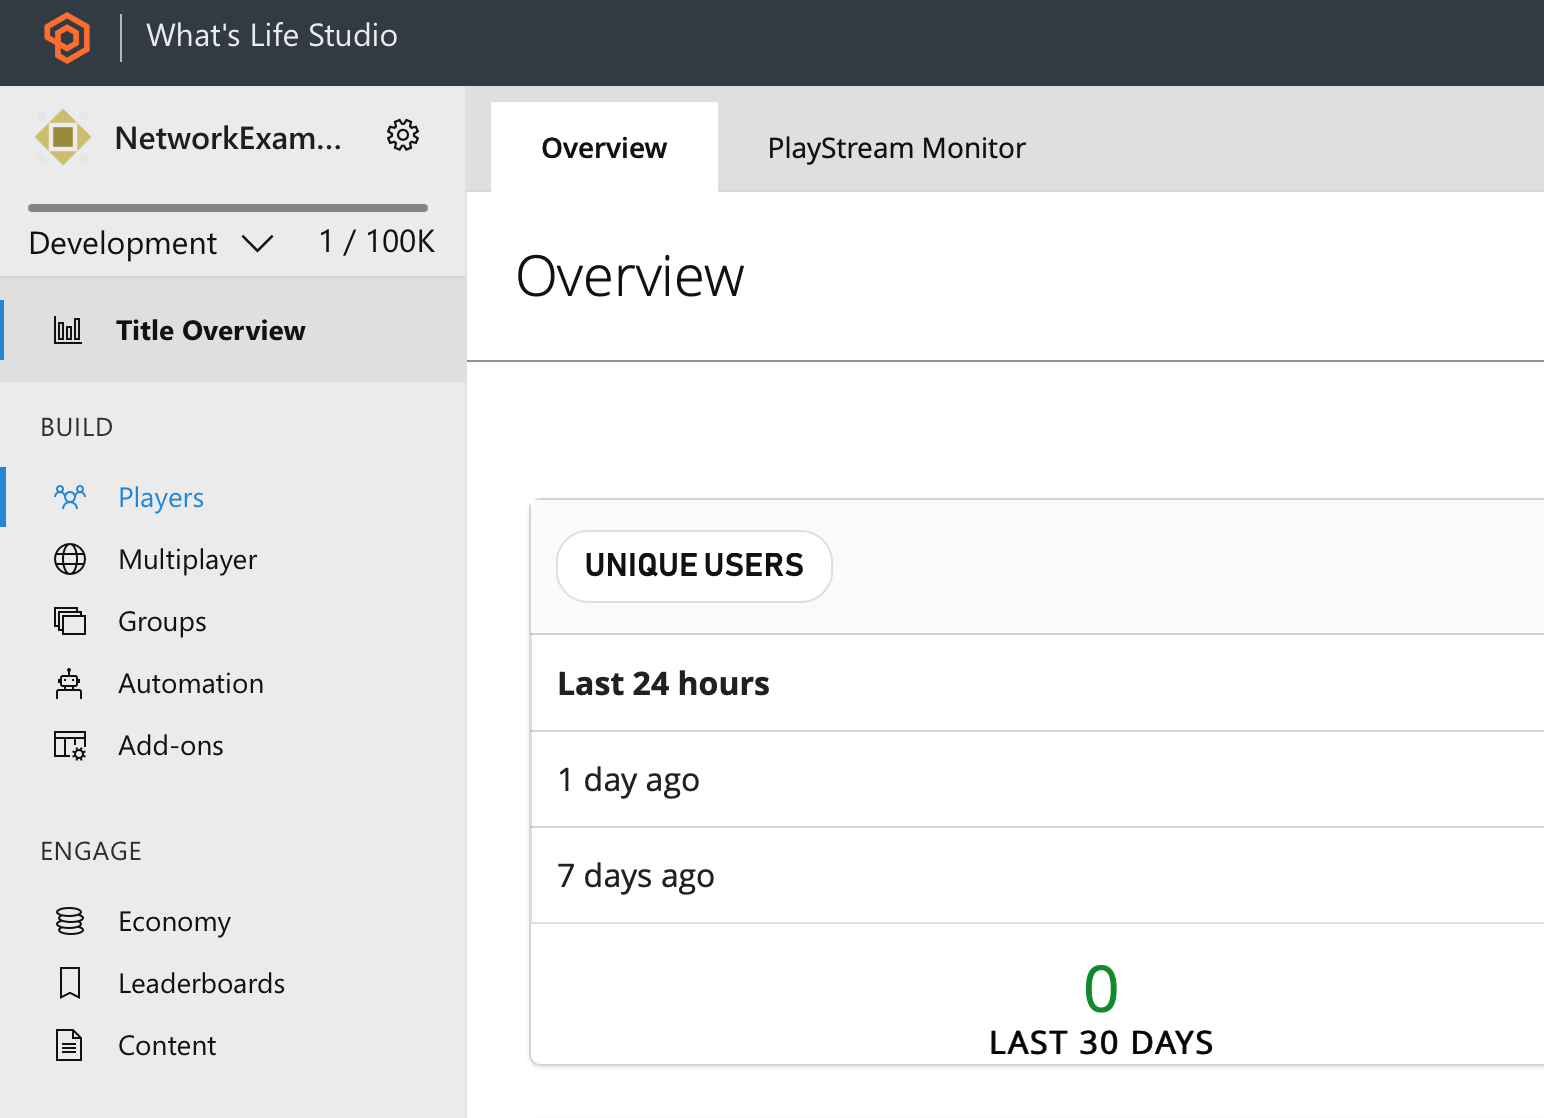 What's Life Studio
NetworkExam...
Development 1 / 100K
Title Overview
BUILD
Players
Multiplayer
Groups
Automation
Add-ons
ENGAGE
Economy
Leaderboards
Content
Overview PlayStream Monitor
Overview
UNIQUE USERS
Last 24 hours
1 day ago
7 days ago
0
LAST 30 DAYS